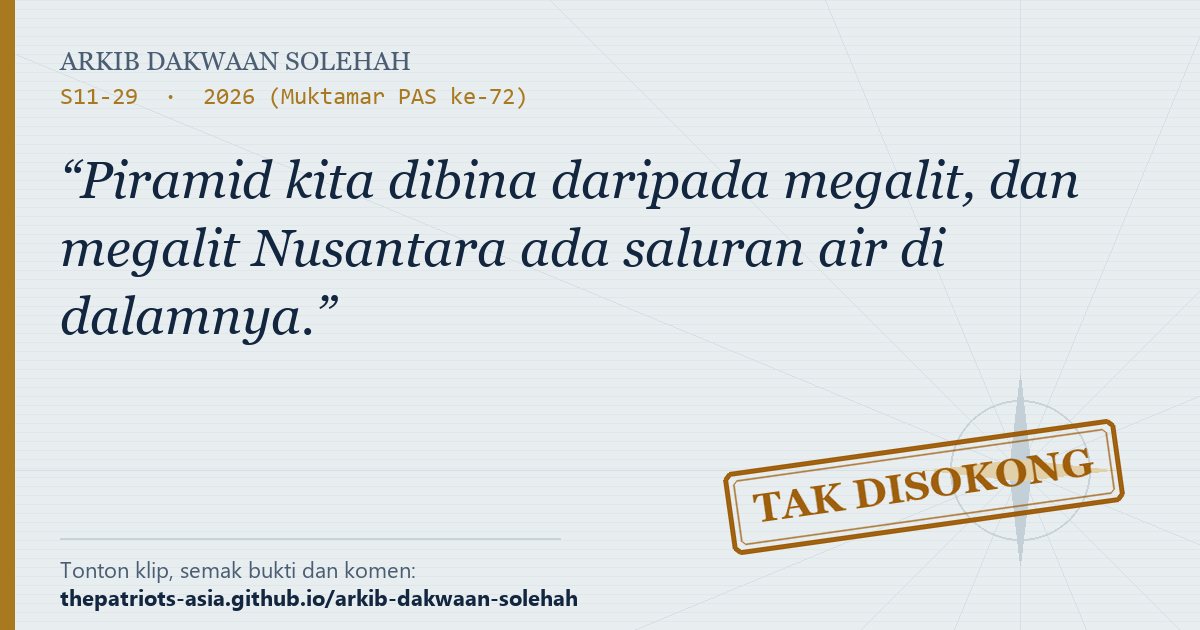 ARKIB DAKWAAN SOLEHAH
S11-29 · 2026 (Muktamar PAS ke-72)
“Piramid kita dibina daripada megalit, dan
megalit Nusantara ada saluran air di
dalamnya.”
TAK DISOKONG
Tonton klip, semak bukti dan komen:
thepatriots-asia.github.io/arkib-dakwaan-solehah